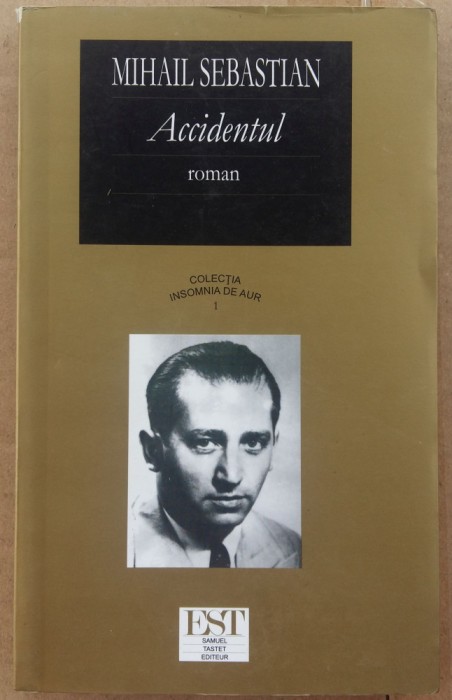 MIHAIL SEBASTIAN
Accidentul
roman
COLECȚIA
INSOMNIA DE AUR
1
EST
SAMUEL
TASTET
EDITEUR